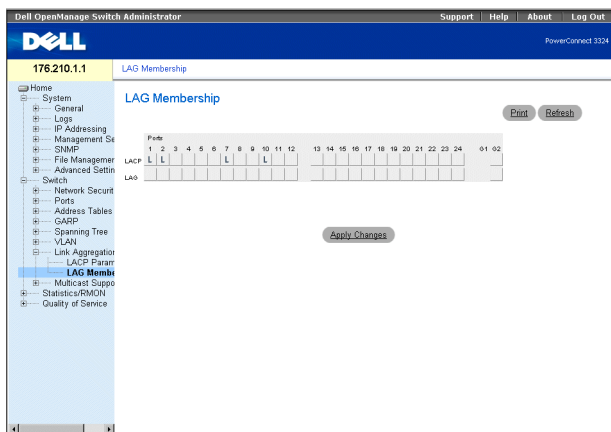 Dell OpenManage Switch Administrator
Support
Help
About
Log Out
DELL
PowerConnect 3324
176.210.1.1
LAG Membership
Home
System
General
Logs
IP Addressing
Management Se
SNMP
File Managemer
Advanced Settin
Switch
Network Securit
Ports
Address Tables
GARP
Spanning Tree
VLAN
Link Aggregation
LACP Param
LAG Membe
Multicast Suppo
Statistics/RMON
Quality of Service
LAG Membership
Print
Refresh
Ports
1 2 3 4 5 6 7 8 9 10 11 12 13 14 15 16 17 18 19 20 21 22 23 24 G1 G2
LACP L L L L
LAG
Apply Changes